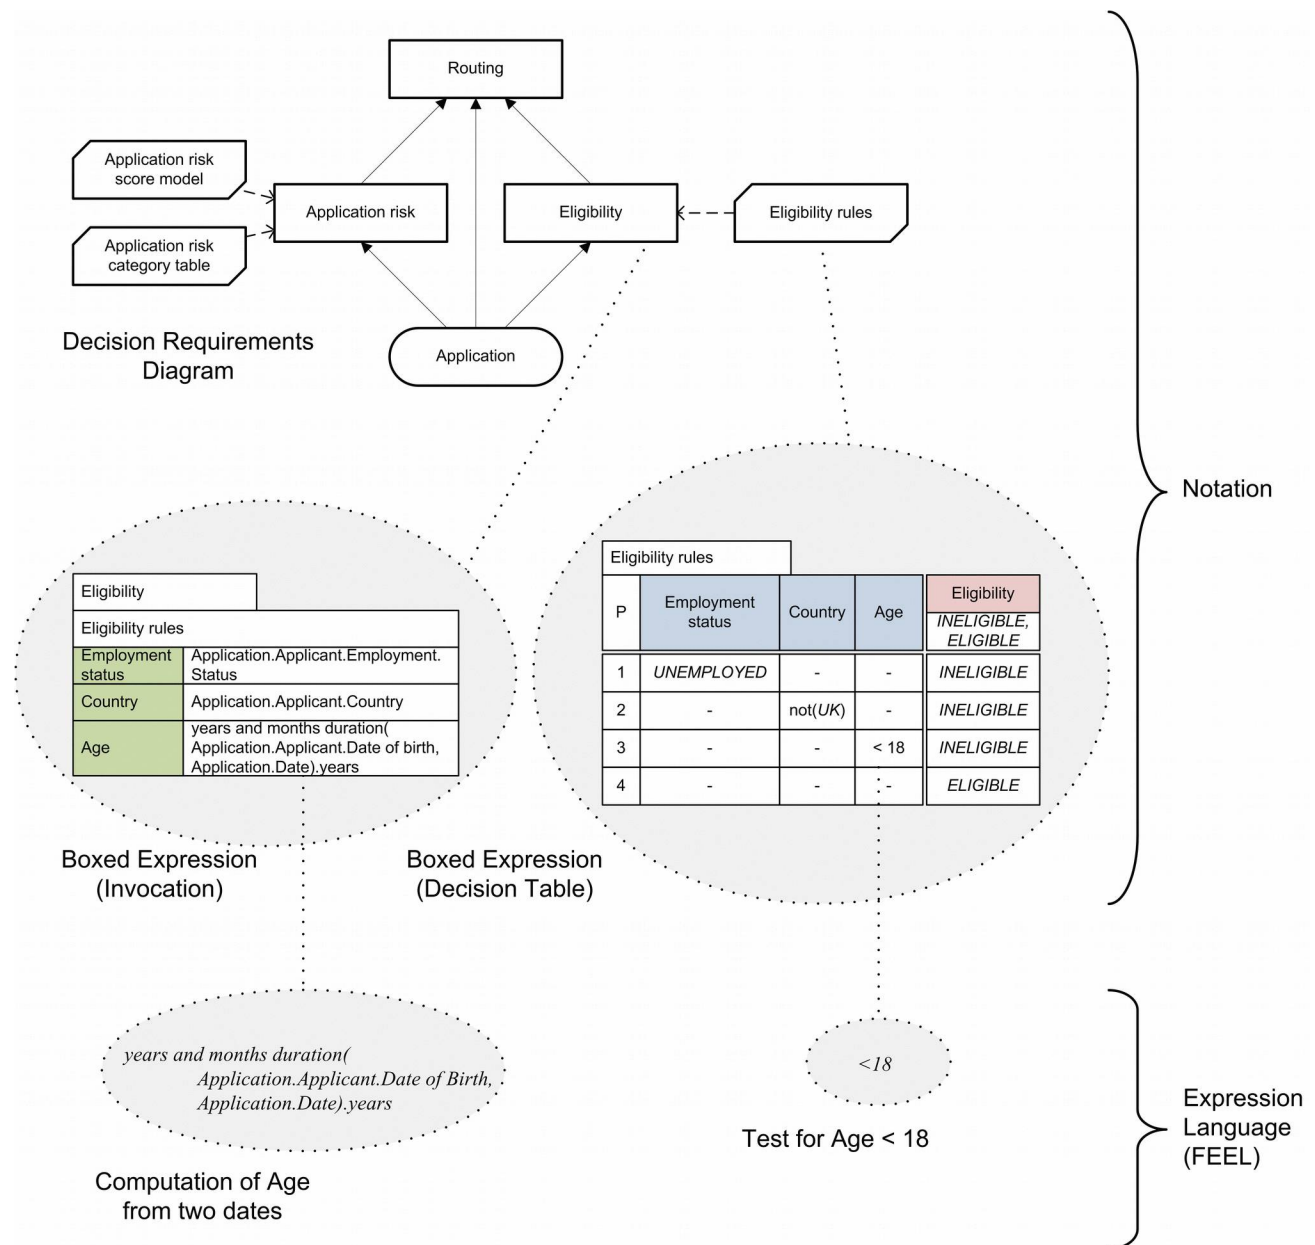 Routing
Application risk
score model
Application risk
Eligibility
Eligibility rules
Application risk
category table
Decision Requirements
Diagram
Application
Notation
Eligibility
Eligibility rules
Employment
status
Application.Applicant.Employment.
Status
Country
Application.Applicant.Country
Age
years and months duration(
Application.Applicant.Date of birth,
Application.Date).years
Boxed Expression
(Invocation)
Eligibility rules
P
Employment
status
Country
Age
Eligibility
INELIGIBLE,
ELIGIBLE
1 UNEMPLOYED - - INELIGIBLE
2 - not(UK) - INELIGIBLE
3 - - < 18 INELIGIBLE
4 - - - ELIGIBLE
Boxed Expression
(Decision Table)
years and months duration(
Application.Applicant.Date of Birth,
Application.Date).years
Computation of Age
from two dates
<18
Test for Age < 18
Expression
Language
(FEEL)